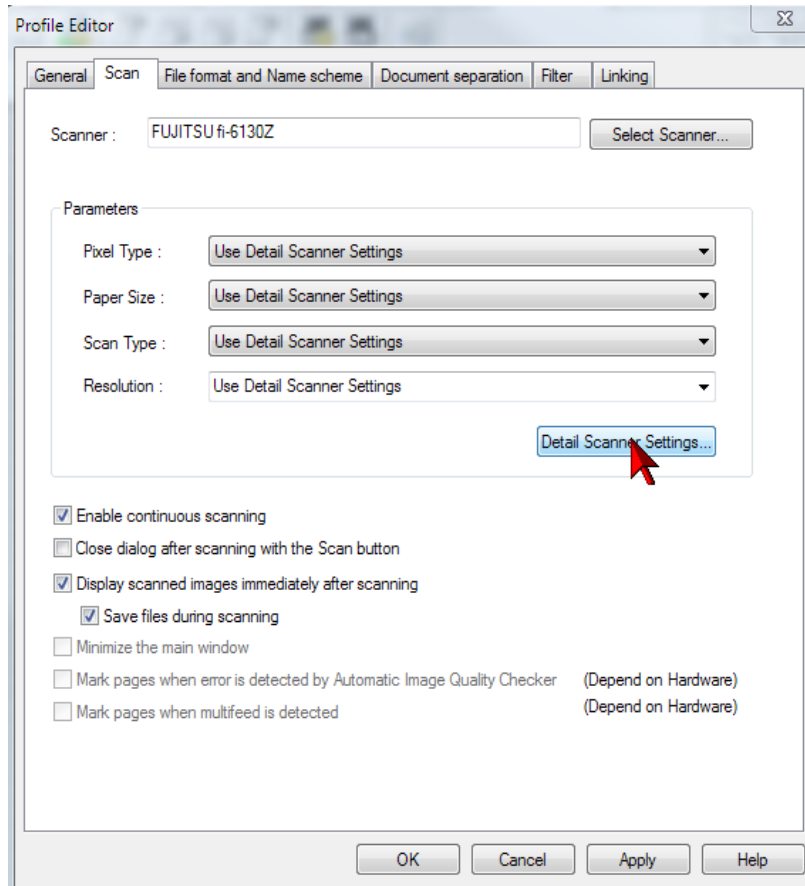 Profile Editor
General Scan File format and Name scheme Document separation Filter Linking
Scanner : FUJITSU fi-6130Z Select Scanner...
Parameters
Pixel Type : Use Detail Scanner Settings
Paper Size : Use Detail Scanner Settings
Scan Type : Use Detail Scanner Settings
Resolution : Use Detail Scanner Settings
Detail Scanner Settings...
Enable continuous scanning
Close dialog after scanning with the Scan button
Display scanned images immediately after scanning
Save files during scanning
Minimize the main window
Mark pages when error is detected by Automatic Image Quality Checker (Depend on Hardware)
Mark pages when multifeed is detected (Depend on Hardware)
OK Cancel Apply Help